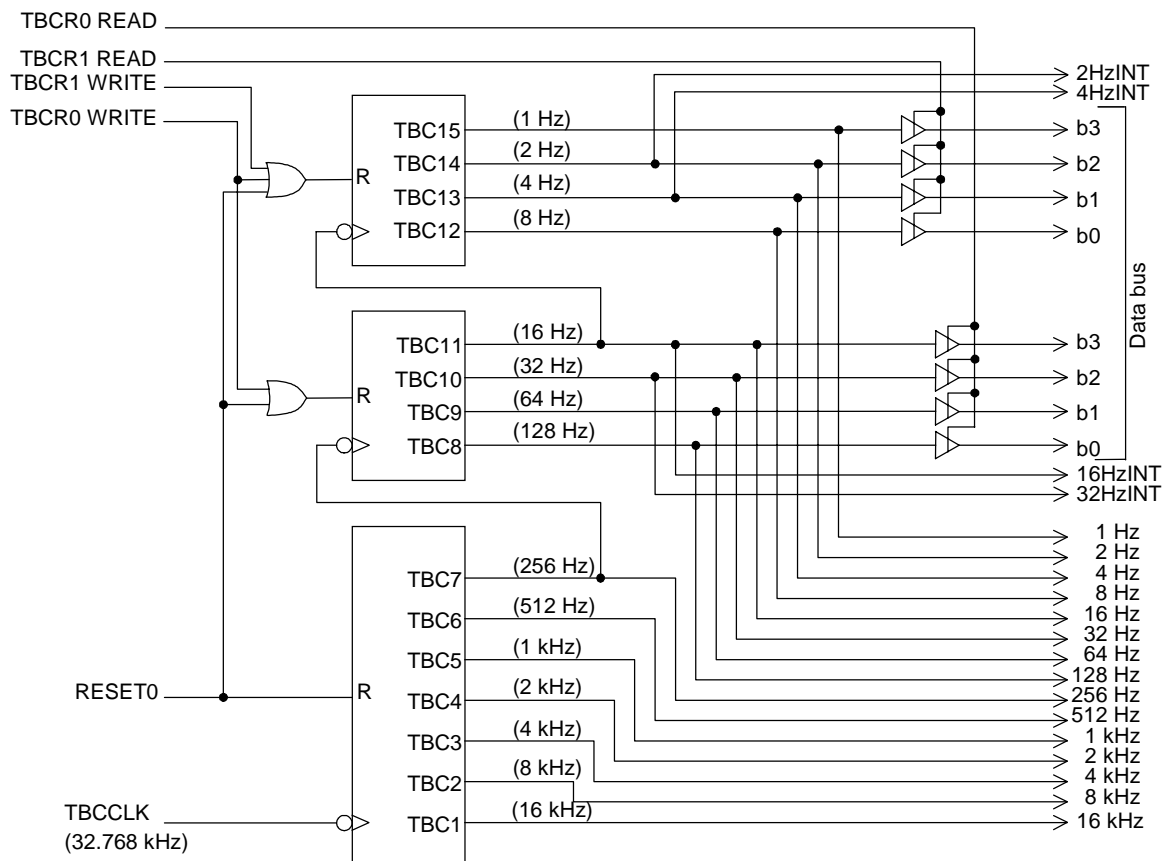 TBCR0 READ
TBCR1 READ
TBCR1 WRITE
TBCR0 WRITE
2HzINT
4HzINT
R
TBC15 (1 Hz) b3
TBC14 (2 Hz) b2
TBC13 (4 Hz) b1
TBC12 (8 Hz) b0
Data bus
R
TBC11 (16 Hz) b3
TBC10 (32 Hz) b2
TBC9 (64 Hz) b1
TBC8 (128 Hz) b0
16HzINT
32HzINT
1 Hz
2 Hz
4 Hz
8 Hz
16 Hz
32 Hz
64 Hz
128 Hz
256 Hz
512 Hz
1 kHz
2 kHz
4 kHz
8 kHz
16 kHz
TBC7 (256 Hz)
TBC6 (512 Hz)
TBC5 (1 kHz)
RESET0 R
TBC4 (2 kHz)
TBC3 (4 kHz)
TBC2 (8 kHz)
TBC1 (16 kHz)
TBCCLK
(32.768 kHz)